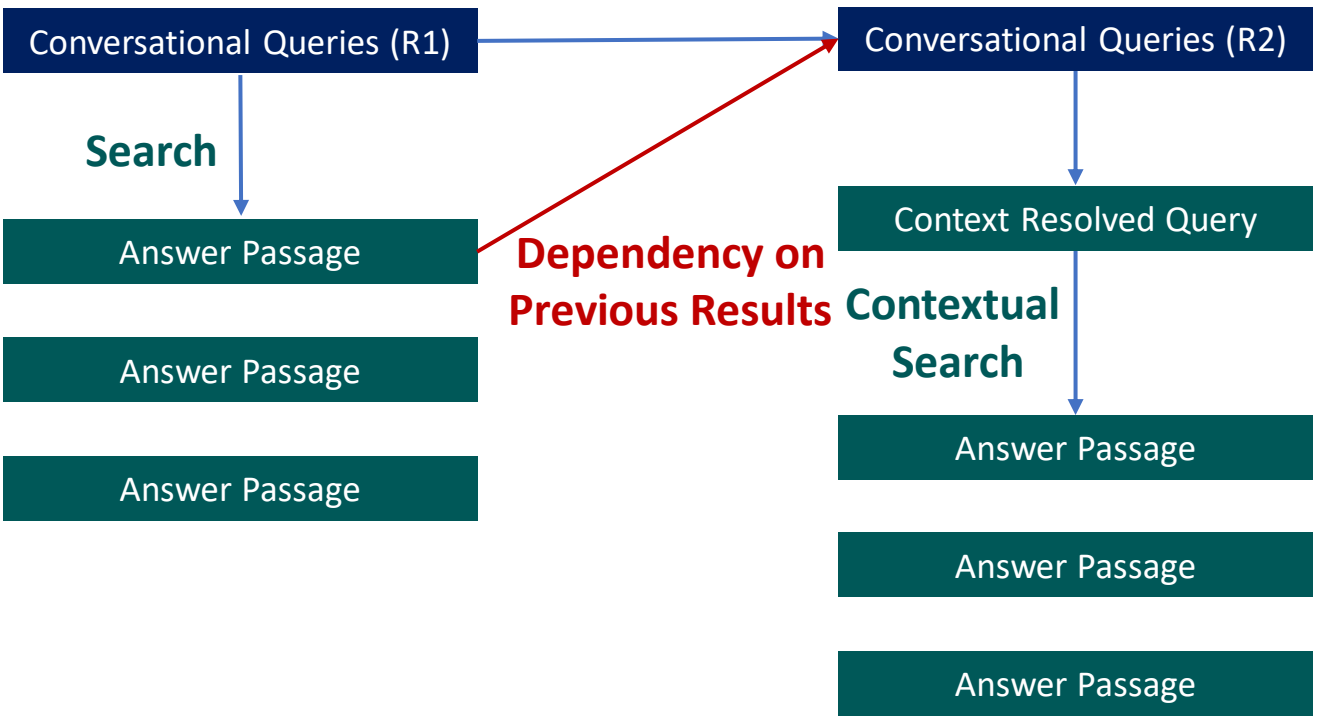 Conversational Queries (R1)
Search
Answer Passage
Answer Passage
Answer Passage
Dependency on
Previous Results
Conversational Queries (R2)
Context Resolved Query
Contextual
Search
Answer Passage
Answer Passage
Answer Passage